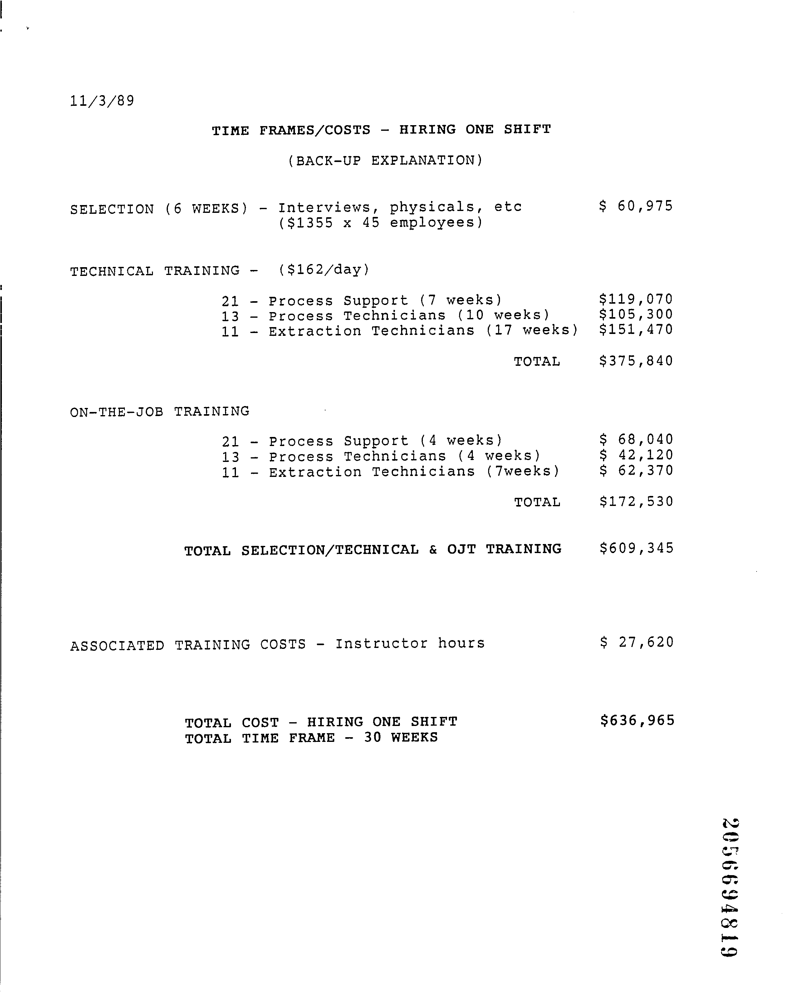 11/3/89
TIME FRAMES/COSTS - HIRING ONE SHIFT
(BACK-UP EXPLANATION)
SELECTION (6 WEEKS) - Interviews, physicals, etc $ 60,975
($1355 x 45 employees)
TECHNICAL TRAINING - ($162/day)
21 - Process Support (7 weeks) $119,070
13 - Process Technicians (10 weeks) $105,300
11 - Extraction Technicians (17 weeks) $151,470
TOTAL $375,840
ON-THE-JOB TRAINING
21 - Process Support (4 weeks) $ 68,040
13 - Process Technicians (4 weeks) $ 42,120
11 - Extraction Technicians (7weeks) $ 62,370
TOTAL $172,530
TOTAL SELECTION/TECHNICAL & OJT TRAINING $609,345
ASSOCIATED TRAINING COSTS - Instructor hours $ 27,620
TOTAL COST - HIRING ONE SHIFT $636,965
TOTAL TIME FRAME - 30 WEEKS
2056694819